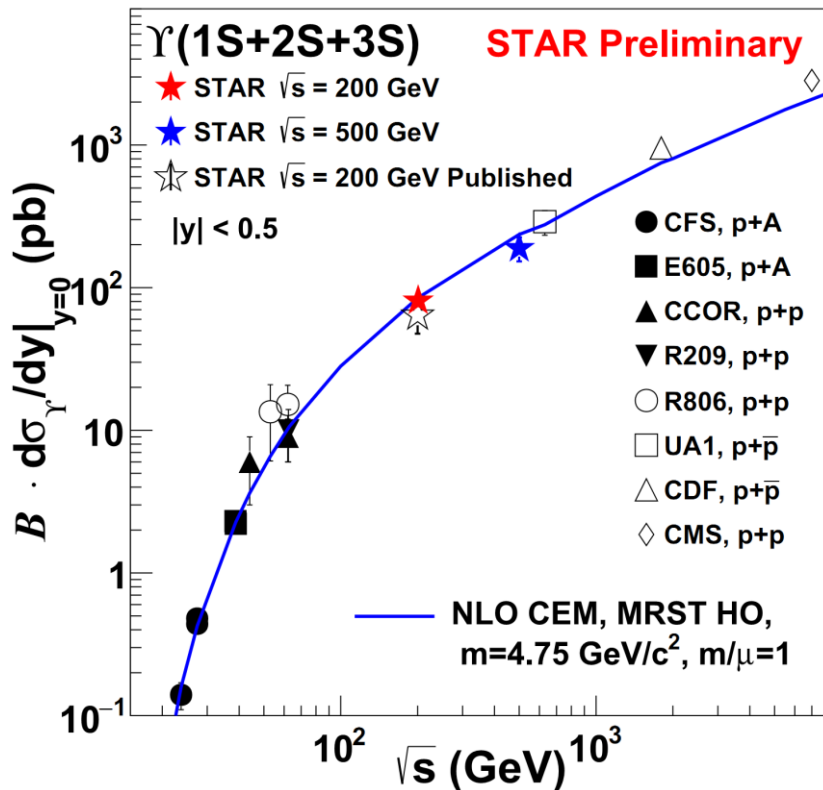 ϒ(1S+2S+3S)
STAR Preliminary
STAR √s = 200 GeV
STAR √s = 500 GeV
STAR √s = 200 GeV Published
|y| < 0.5
CFS, p+A
E605, p+A
CCOR, p+p
R209, p+p
R806, p+p
UA1, p+p̅
CDF, p+p̅
CMS, p+p
NLO CEM, MRST HO,
m=4.75 GeV/c², m/μ=1
B · dσ_ϒ/dy|_{y=0} (pb)
10³
10²
10
1
10⁻¹
10²
10³
√s (GeV)